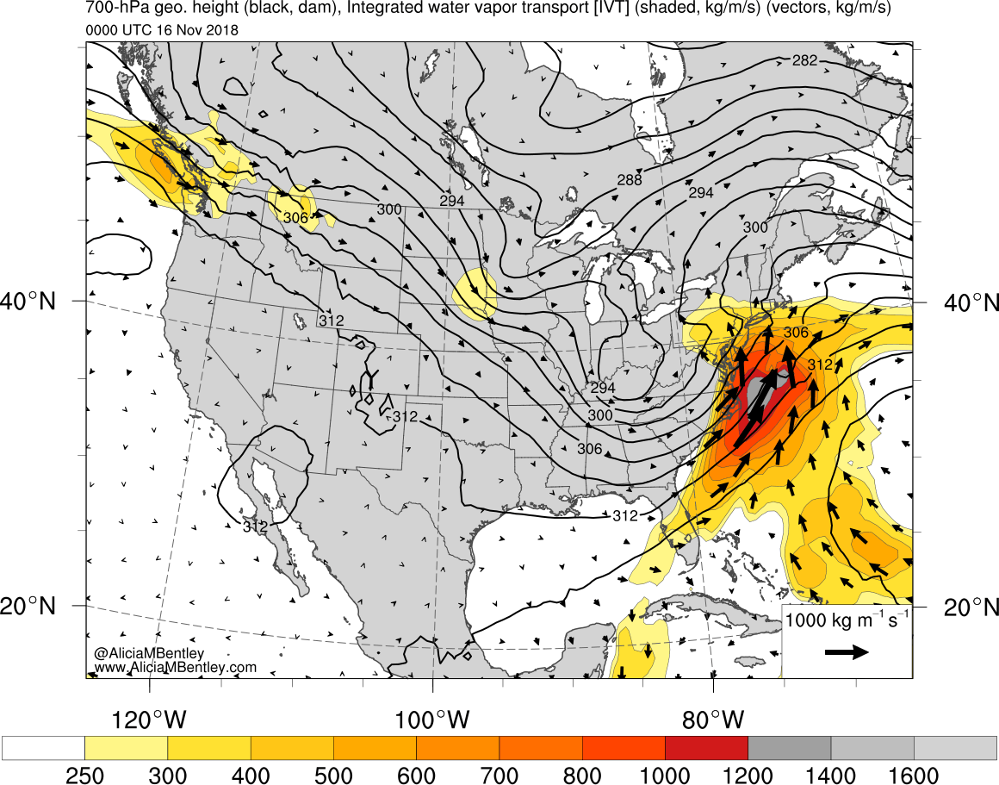 700-hPa geo. height (black, dam), Integrated water vapor transport [IVT] (shaded, kg/m/s) (vectors, kg/m/s)
0000 UTC 16 Nov 2018
282
288
294
294
300
300
306
40°N
40°N
312
306
312
294
312
300
306
312
312
20°N
20°N
1000 kg m⁻¹ s⁻¹
@AliciaMBentley
www.AliciaMBentley.com
120°W 100°W 80°W
250 300 400 500 600 700 800 1000 1200 1400 1600